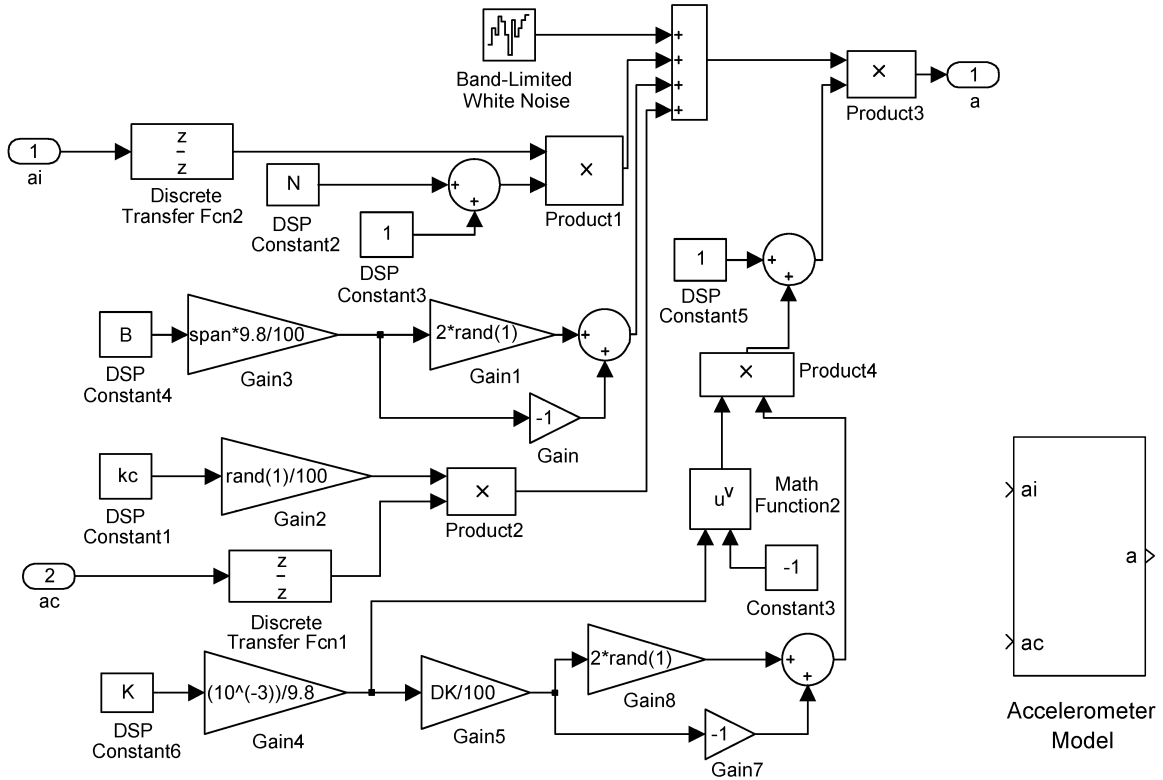 Band-Limited
White Noise
+
+
+
+
×
Product3
1
a
1
ai
z
z
Discrete
Transfer Fcn2
N
DSP
Constant2
+
+
1
DSP
Constant3
×
Product1
1
DSP
Constant5
+
+
B
DSP
Constant4
span*9.8/100
Gain3
2*rand(1)
Gain1
+
+
-1
Gain
×
Product4
kc
DSP
Constant1
rand(1)/100
Gain2
×
Product2
u^v
Math
Function2
-1
Constant3
2
ac
z
z
Discrete
Transfer Fcn1
K
DSP
Constant6
(10^(-3))/9.8
Gain4
DK/100
Gain5
2*rand(1)
Gain8
+
+
-1
Gain7
ai
a
ac
Accelerometer
Model